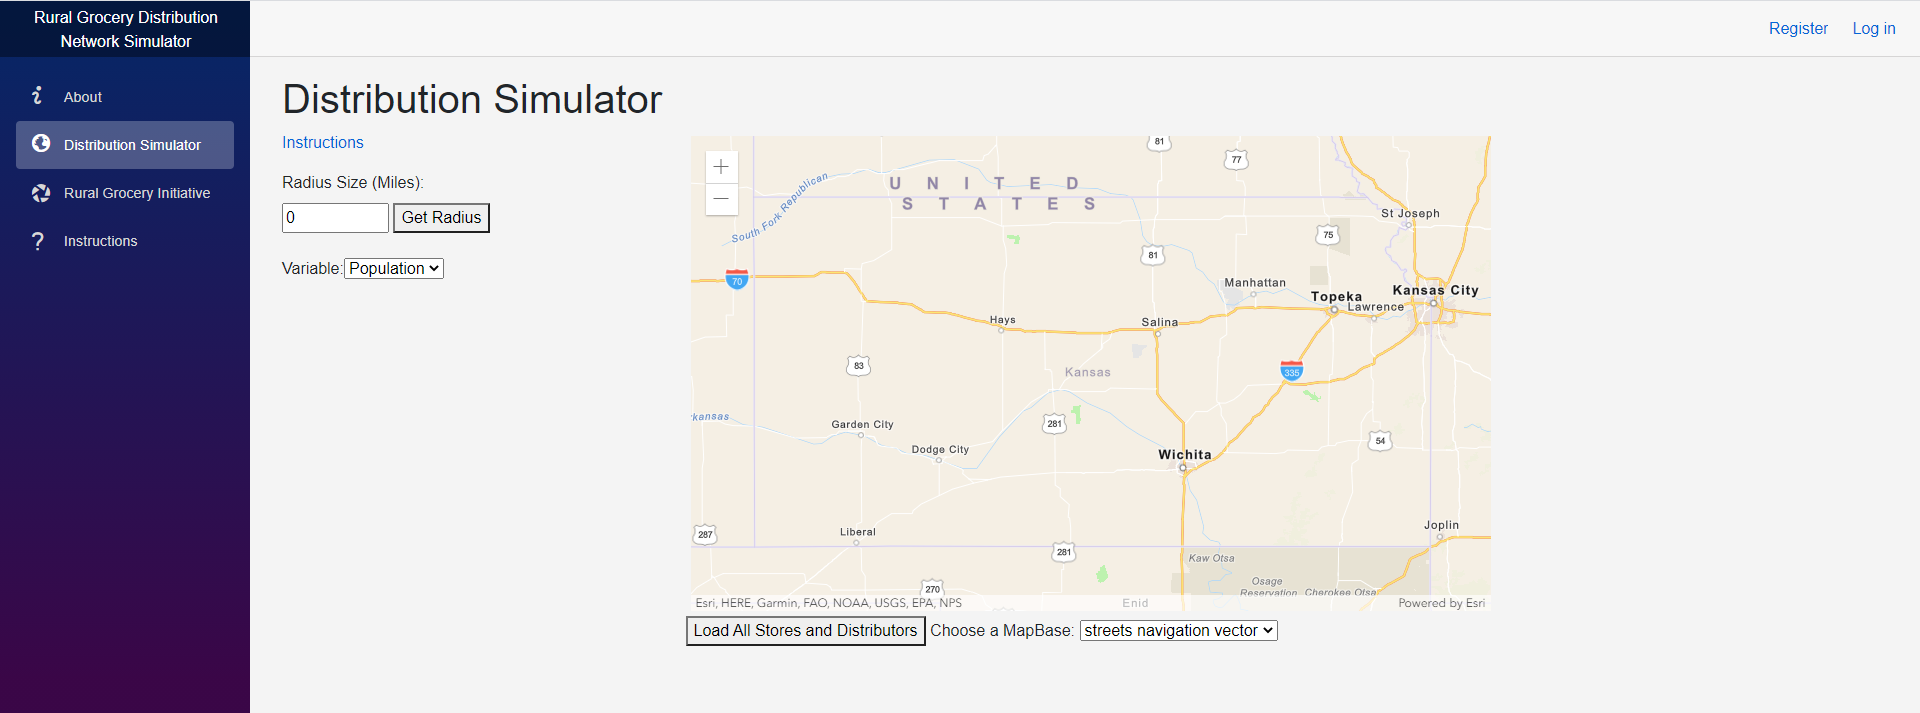 Rural Grocery Distribution
Network Simulator
Register
Log in
About
Distribution Simulator
Rural Grocery Initiative
Instructions
Distribution Simulator
Instructions
Radius Size (Miles):
0
Get Radius
Variable:
Population
+
−
81
77
UNITED
STATES
South Fork Republican
St Joseph
75
81
70
Manhattan
Topeka
Kansas City
Lawrence
Hays
Salina
83
Kansas
335
kansas
Garden City
281
54
Dodge City
Wichita
Joplin
287
Liberal
281
Kaw Otsa
270
Osage
Reservation
Cherokee Otsa
Esri, HERE, Garmin, FAO, NOAA, USGS, EPA, NPS
Enid
Powered by Esri
Load All Stores and Distributors
Choose a MapBase:
streets navigation vector